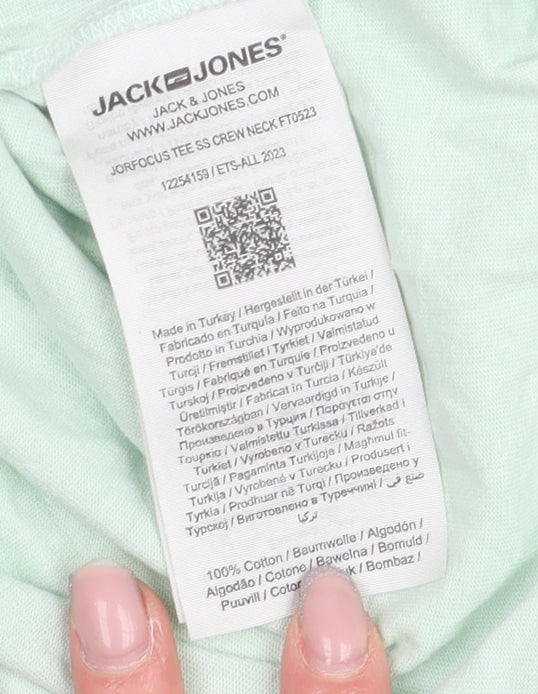 JACK JONES®
JACK & JONES
WWW.JACKJONES.COM
JORFOCUS TEE SS CREW NECK FT0523
12254159 / ETS-ALL 2023
Made in Turkay / Hergestellt in der Türkei /
Fabricado en Turquía / Feito na Turquia /
Prodotto in Turchia / Wyprodukowano w
Turcji / Fremstillet i Tyrkiet / Valmistatud
Türgis / Fabriqué en Turquie / Proizvedeno u
Turskoj / Proizvedeno v Turčiji / Türkiye'de
Üretilmiştir / Fabricat în Turcia / Készült
Törökországban / Vervaardigd in Turkije /
Произведено в Турция / Παράγεται στην
Τουρκία / Valmistettu Turkissa / Tillverkad i
Turkiet / Vyrobeno v Turecku / Ražots
Turcijā / Pagaminta Turkijoje / Magħmul fit-
Turkija / Vyrobené v Turecku / Produsert i
Tyrkia / Prodhuar në Turqi / Произведено у
Турској / Виготовлено в Туреччині / صنع في
تركيا
100% Cotton / Baumwolle / Algodón /
Algodão / Cotone / Bawełna / Bomuld /
Puuvill / / Bombaz /